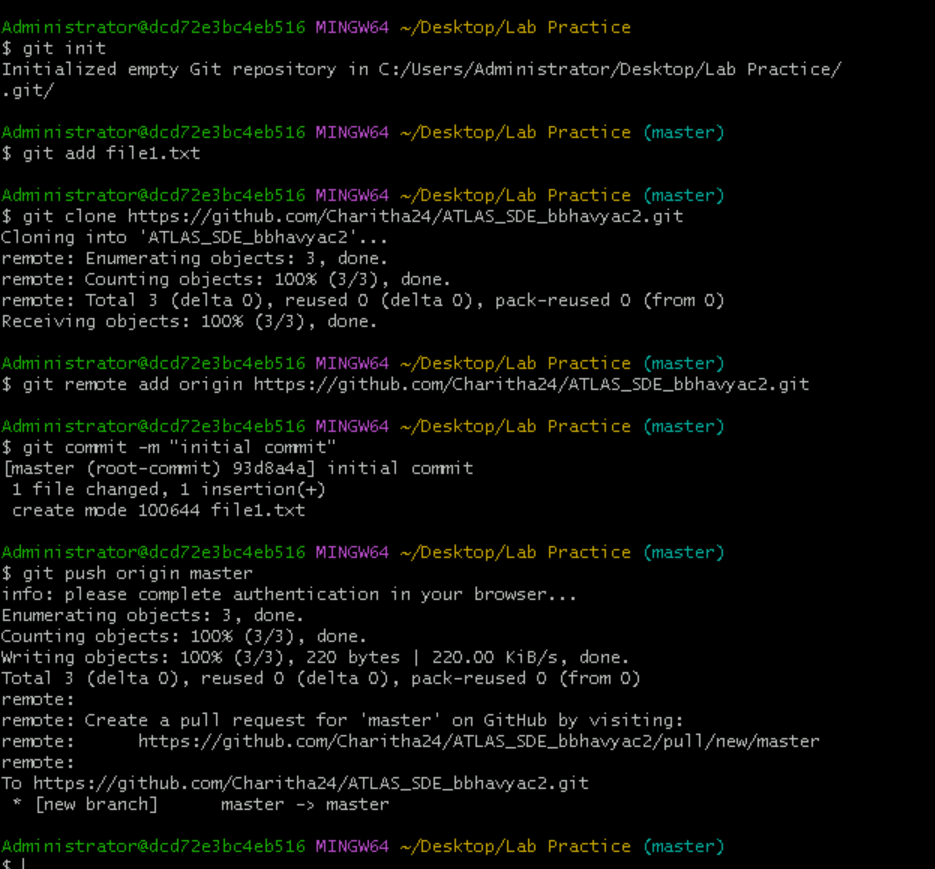 Administrator@dcd72e3bc4eb516 MINGW64 ~/Desktop/Lab Practice
$ git init
Initialized empty Git repository in C:/Users/Administrator/Desktop/Lab Practice/
.git/
Administrator@dcd72e3bc4eb516 MINGW64 ~/Desktop/Lab Practice (master)
$ git add file1.txt
Administrator@dcd72e3bc4eb516 MINGW64 ~/Desktop/Lab Practice (master)
$ git clone https://github.com/Charitha24/ATLAS_SDE_bbhavyac2.git
Cloning into 'ATLAS_SDE_bbhavyac2'...
remote: Enumerating objects: 3, done.
remote: Counting objects: 100% (3/3), done.
remote: Total 3 (delta 0), reused 0 (delta 0), pack-reused 0 (from 0)
Receiving objects: 100% (3/3), done.
Administrator@dcd72e3bc4eb516 MINGW64 ~/Desktop/Lab Practice (master)
$ git remote add origin https://github.com/Charitha24/ATLAS_SDE_bbhavyac2.git
Administrator@dcd72e3bc4eb516 MINGW64 ~/Desktop/Lab Practice (master)
$ git commit -m "initial commit"
[master (root-commit) 93d8a4a] initial commit
 1 file changed, 1 insertion(+)
 create mode 100644 file1.txt
Administrator@dcd72e3bc4eb516 MINGW64 ~/Desktop/Lab Practice (master)
$ git push origin master
info: please complete authentication in your browser...
Enumerating objects: 3, done.
Counting objects: 100% (3/3), done.
Writing objects: 100% (3/3), 220 bytes | 220.00 KiB/s, done.
Total 3 (delta 0), reused 0 (delta 0), pack-reused 0 (from 0)
remote:
remote: Create a pull request for 'master' on GitHub by visiting:
remote:      https://github.com/Charitha24/ATLAS_SDE_bbhavyac2/pull/new/master
remote:
To https://github.com/Charitha24/ATLAS_SDE_bbhavyac2.git
 * [new branch]      master -> master
Administrator@dcd72e3bc4eb516 MINGW64 ~/Desktop/Lab Practice (master)
$